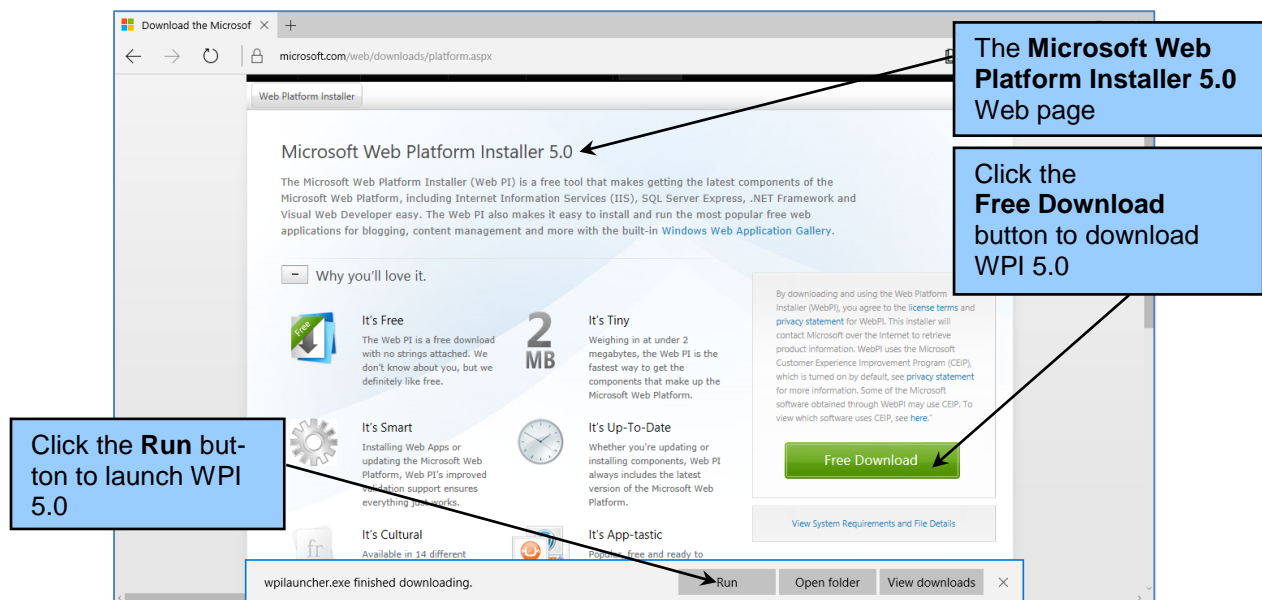 Download the Microsof
microsoft.com/web/downloads/platform.aspx
The Microsoft Web
Platform Installer 5.0
Web page
Web Platform Installer
Microsoft Web Platform Installer 5.0
The Microsoft Web Platform Installer (Web PI) is a free tool that makes getting the latest components of the
Microsoft Web Platform, including Internet Information Services (IIS), SQL Server Express, .NET Framework and
Visual Web Developer easy. The Web PI also makes it easy to install and run the most popular free web
applications for blogging, content management and more with the built-in Windows Web Application Gallery.
Click the
Free Download
button to download
WPI 5.0
- Why you'll love it.
Free
It's Free
The Web PI is a free download
with no strings attached. We
don't know about you, but we
definitely like free.
2
MB
It's Tiny
Weighing in at under 2
megabytes, the Web PI is the
fastest way to get the
components that make up the
Microsoft Web Platform.
By downloading and using the Web Platform
Installer (WebPI), you agree to the license terms and
privacy statement for WebPI. This installer will
contact Microsoft over the Internet to retrieve
product information. WebPI uses the Microsoft
Customer Experience Improvement Program (CEIP),
which is turned on by default, see privacy statement
for more information. Some of the Microsoft
software obtained through WebPI may use CEIP. To
view which software uses CEIP, see here."
Free Download
View System Requirements and File Details
Click the Run but-
ton to launch WPI
5.0
It's Smart
Installing Web Apps or
updating the Microsoft Web
Platform, Web PI's improved
validation support ensures
everything just works.
It's Up-To-Date
Whether you're updating or
installing components, Web PI
always includes the latest
version of the Microsoft Web
Platform.
fr
It's Cultural
Available in 14 different
It's App-tastic
Popular, free and ready to
wpilauncher.exe finished downloading.
Run
Open folder
View downloads